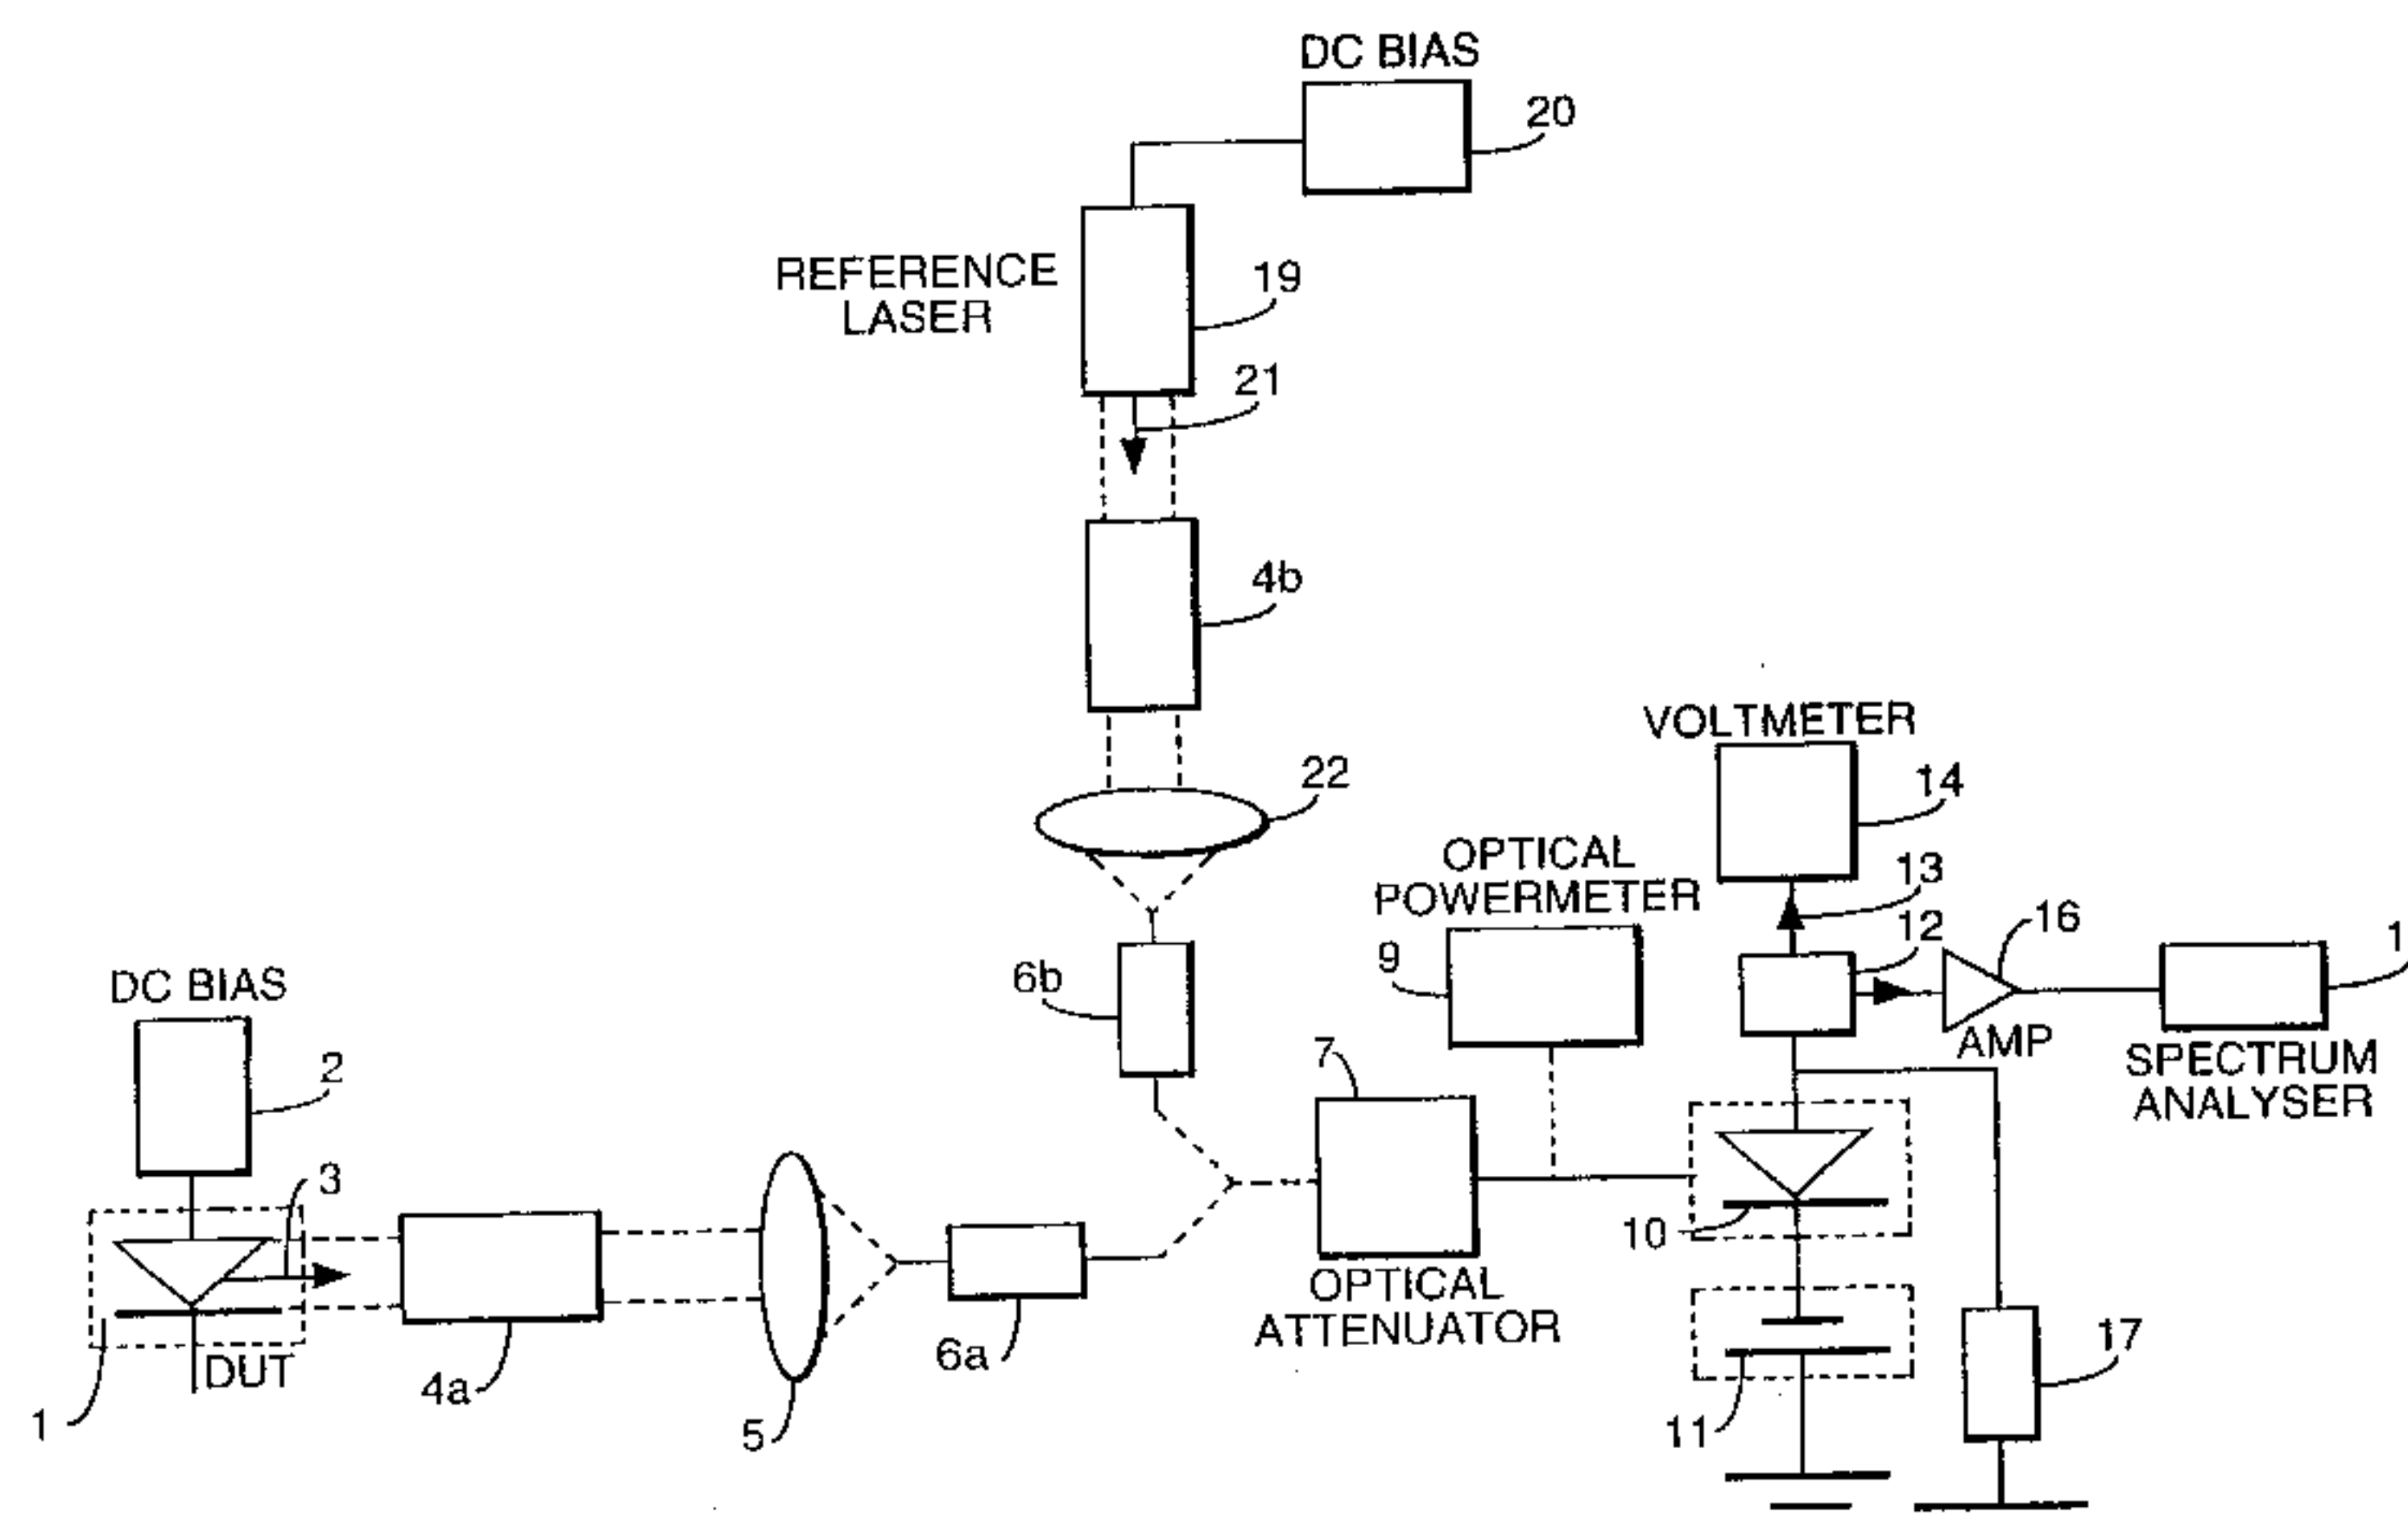 DC BIAS
20
REFERENCE
LASER
19
21
4b
22
VOLTMETER
14
OPTICAL
POWERMETER
9
13
12
16
AMP
SPECTRUM
ANALYSER
6b
DC BIAS
2
3
7
10
OPTICAL
ATTENUATOR
DUT
1
4a
5
6a
11
17